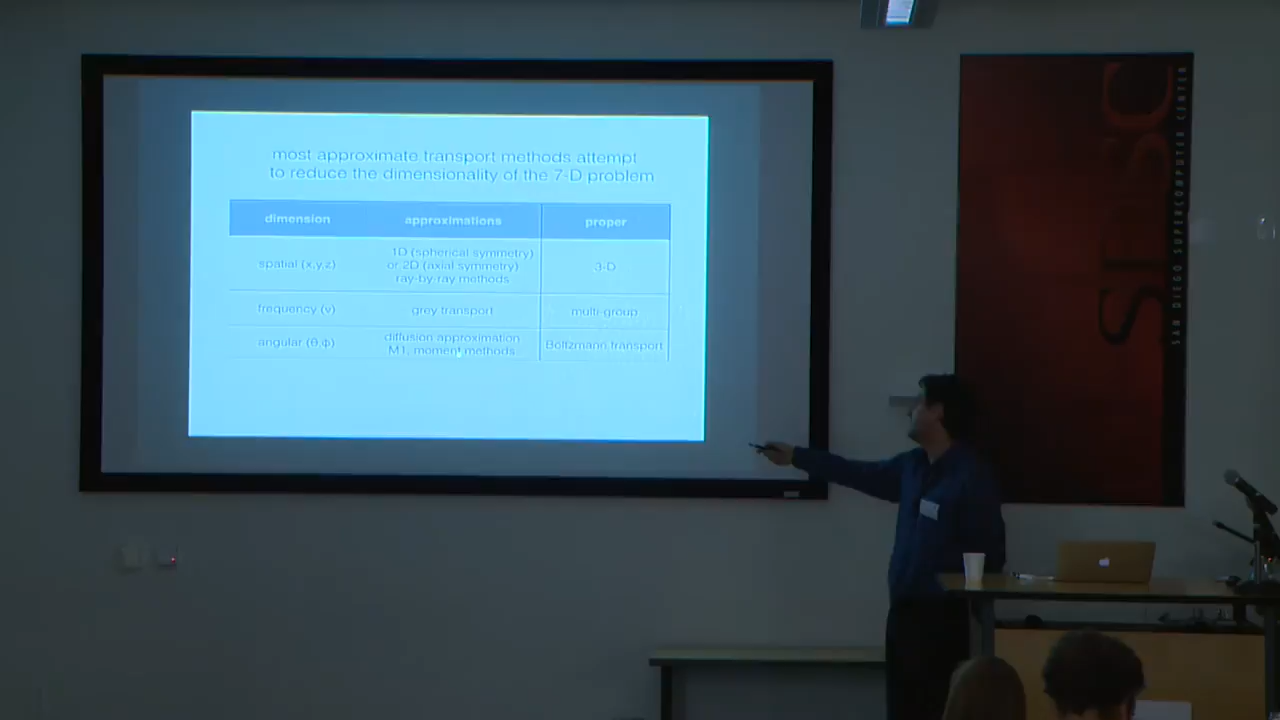 most approximate transport methods attempt
to reduce the dimensionality of the 7-D problem
dimension approximations proper
spatial (x,y,z) 1D (spherical symmetry) 3-D
or 2D (axial symmetry)
ray-by-ray methods
frequency (ν) grey transport multi-group
angular (θ,φ) diffusion approximation Boltzmann transport
M1, moment methods
SDSC
SAN DIEGO SUPERCOMPUTER CENTER